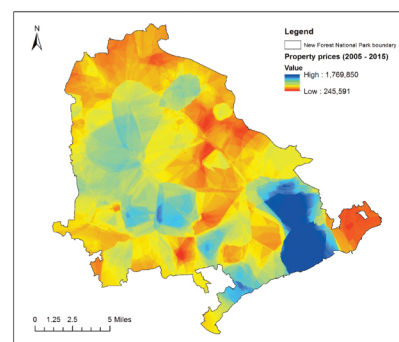 N
Legend
New Forest National Park boundary
Property prices (2005 - 2015)
Value
High : 1,769,850
Low : 245,591
0 1.25 2.5 5 Miles